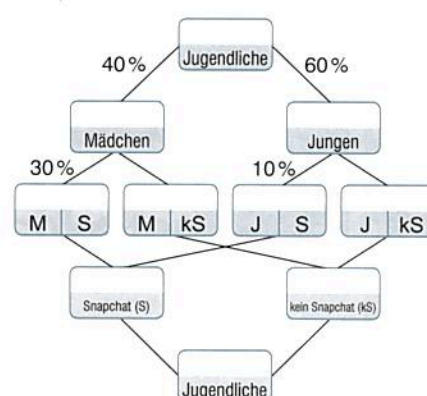 Jugendliche
40% 60%
Mädchen Jungen
30% 10%
M S M kS J S J kS
Snapchat (S) kein Snapchat (kS)
Jugendliche